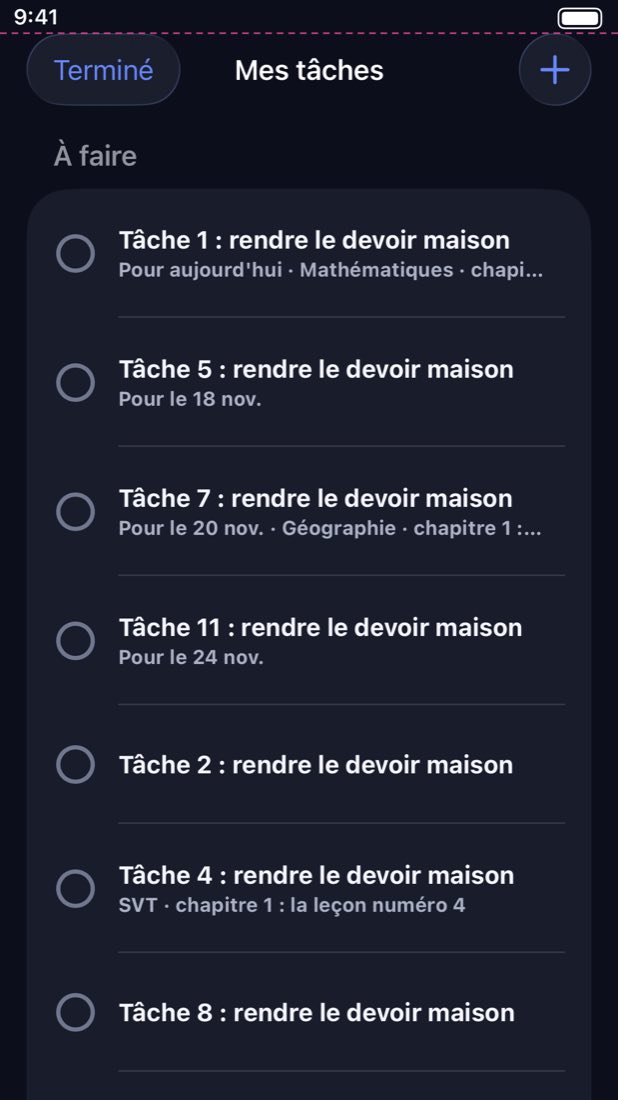 9:41
Terminé
Mes tâches
À faire
Tâche 1 : rendre le devoir maison
Pour aujourd'hui · Mathématiques · chapi...
Tâche 5 : rendre le devoir maison
Pour le 18 nov.
Tâche 7 : rendre le devoir maison
Pour le 20 nov. · Géographie · chapitre 1 :...
Tâche 11 : rendre le devoir maison
Pour le 24 nov.
Tâche 2 : rendre le devoir maison
Tâche 4 : rendre le devoir maison
SVT · chapitre 1 : la leçon numéro 4
Tâche 8 : rendre le devoir maison